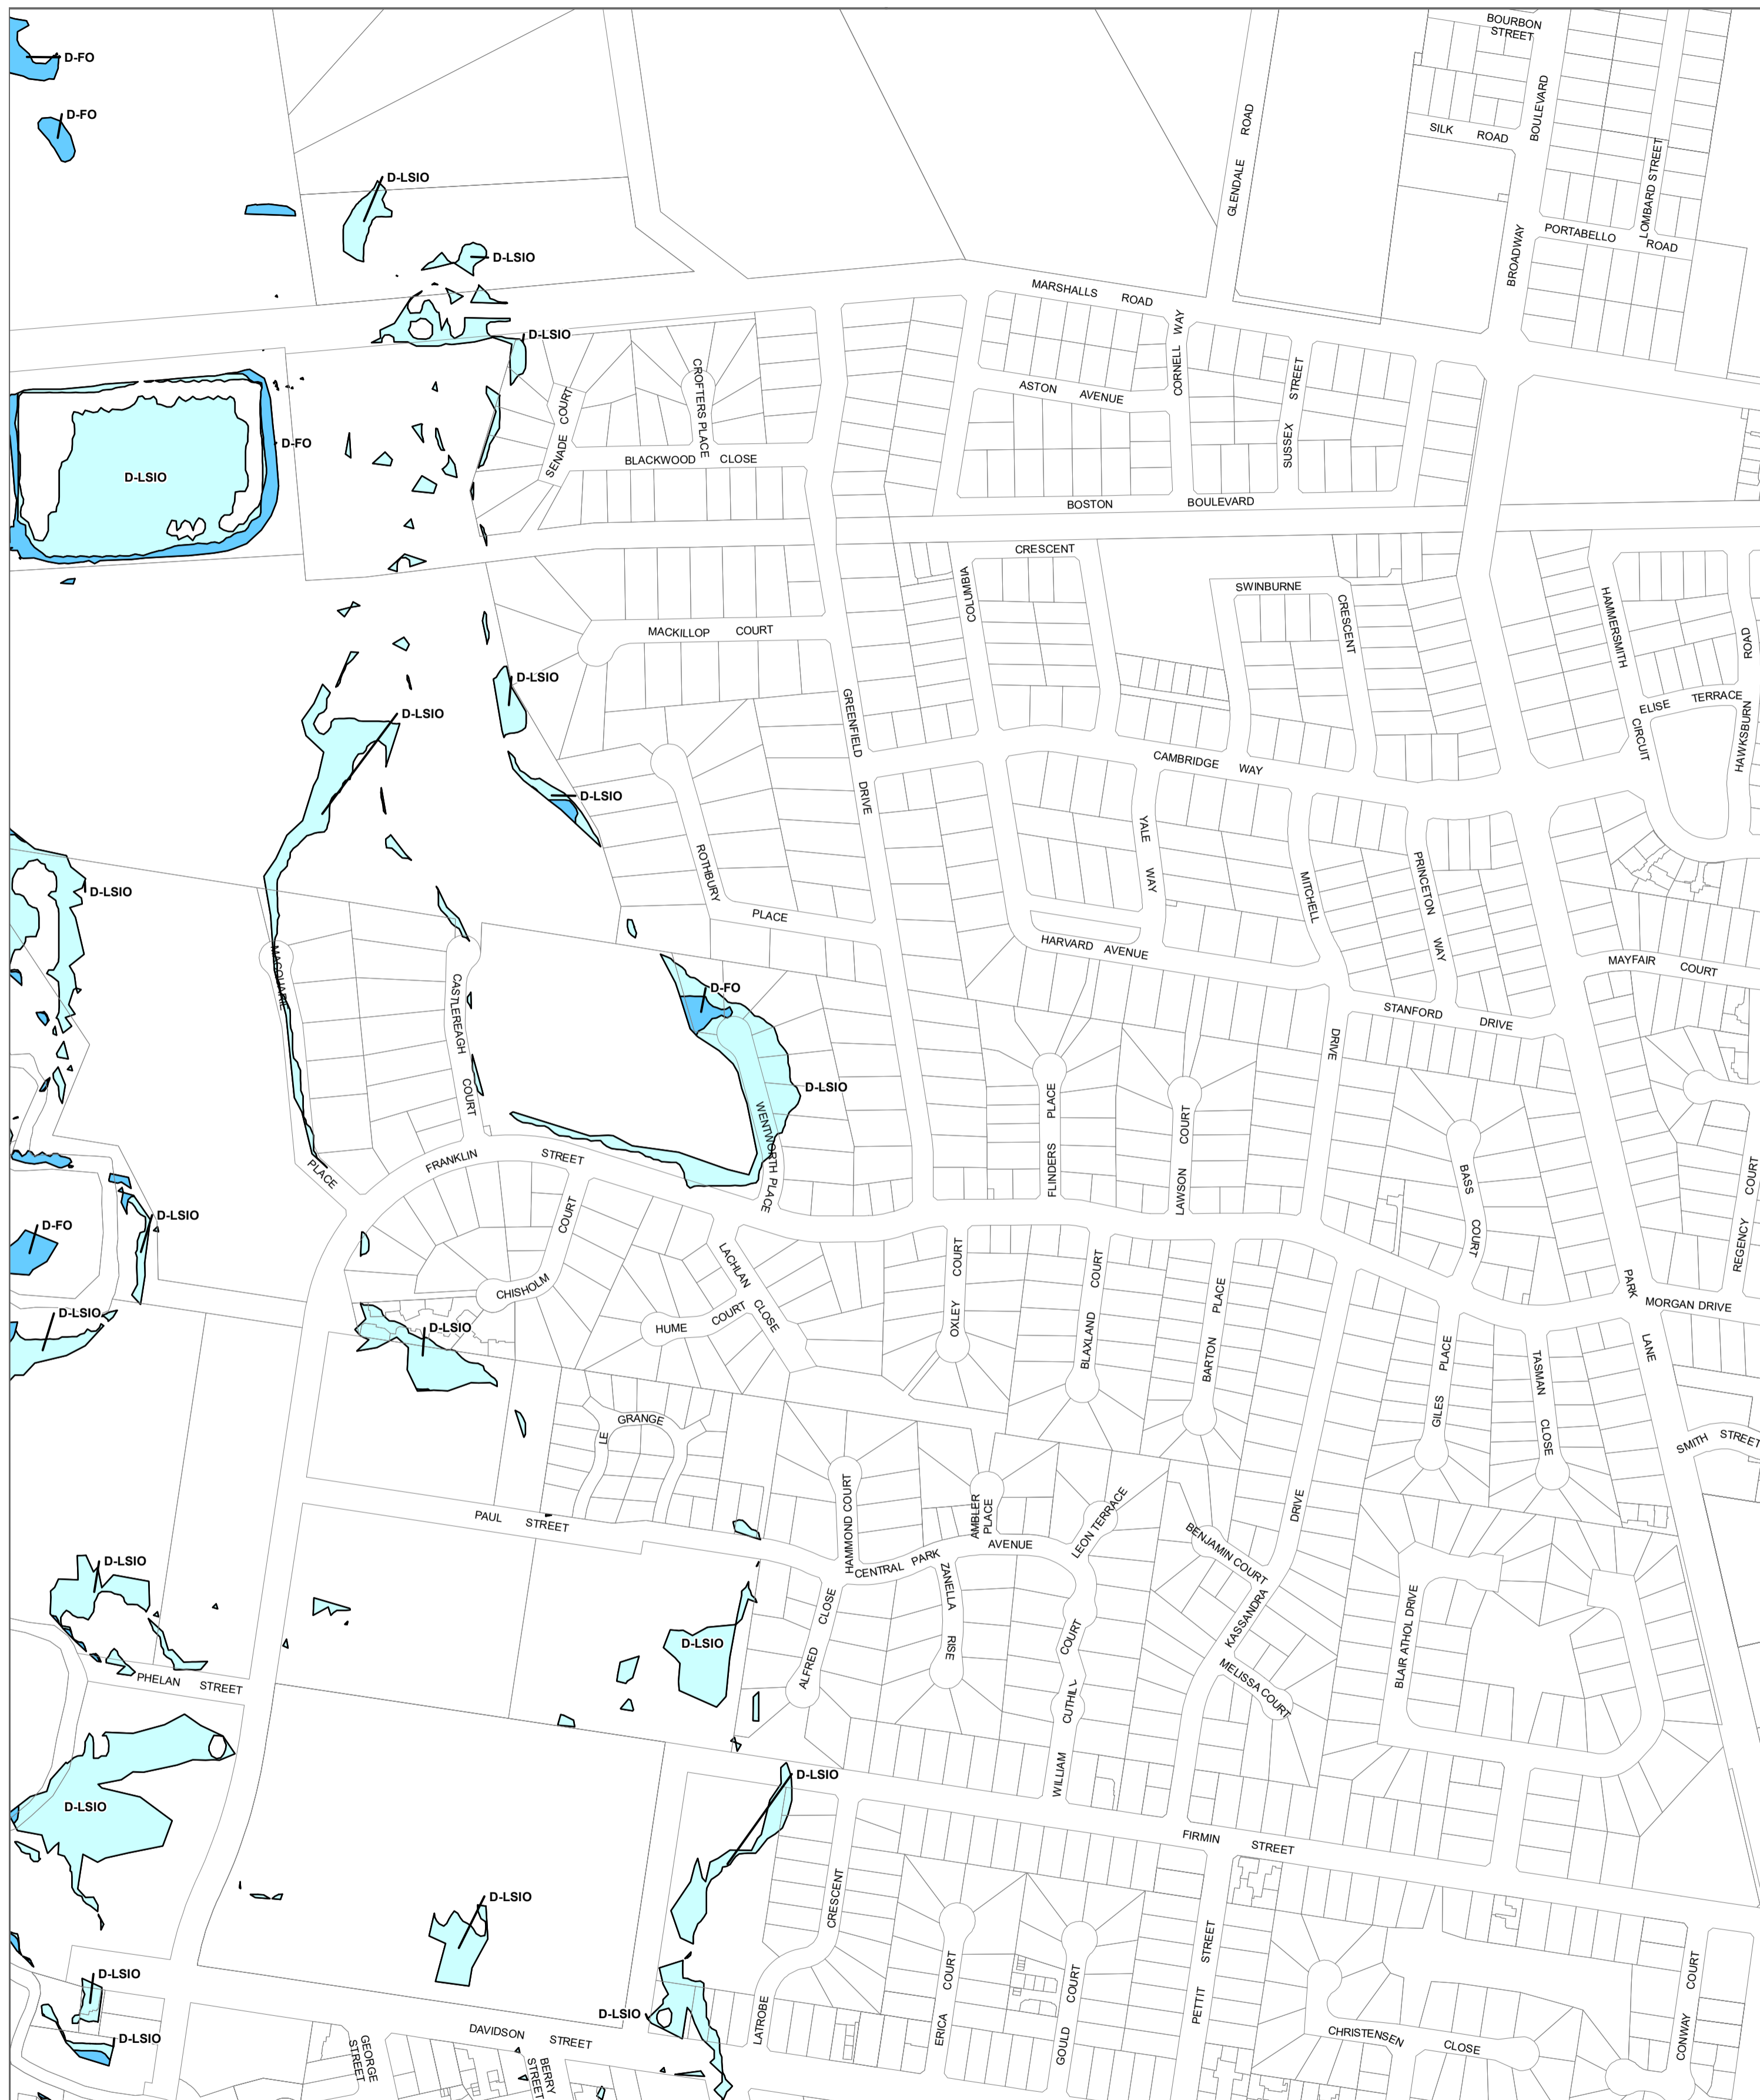 BOURBON
STREET
D-FO
D-FO
GLENDALE ROAD
SILK ROAD
BOULEVARD
BROADWAY
LOMBARD STREET
D-LSIO
PORTABELLO ROAD
D-LSIO
MARSHALLS ROAD
CORNELL WAY
D-LSIO
CROFTERS PLACE
SENADE COURT
ASTON AVENUE
SUSSEX STREET
D-FO
BLACKWOOD CLOSE
D-LSIO
BOSTON BOULEVARD
CRESCENT
COLUMBIA
SWINBURNE
CRESCENT
HAMMERSMITH
CIRCUIT
MACKILLOP COURT
ROAD
HAWKSBURN
D-LSIO
ELISE TERRACE
D-LSIO
GREENFIELD
DRIVE
CAMBRIDGE WAY
D-LSIO
YALE WAY
MITCHELL
DRIVE
PRINCETON WAY
ROTHBURY
PLACE
D-LSIO
HARVARD AVENUE
MAYFAIR COURT
MACQUARIE
PLACE
CASTLEREAGH
COURT
D-FO
STANFORD DRIVE
D-LSIO
WENTWORTH PLACE
FLINDERS PLACE
LAWSON COURT
BASS COURT
REGENCY COURT
FRANKLIN STREET
D-LSIO
D-FO
COURT
CHISHOLM
LACHLAN
CLOSE
OXLEY COURT
BLAXLAND COURT
BARTON PLACE
PARK
LANE
MORGAN DRIVE
D-LSIO
D-LSIO
HUME COURT
GILES PLACE
TASMAN CLOSE
LE
GRANGE
SMITH STREET
PAUL STREET
HAMMOND COURT
AMBLER
PLACE
LEON TERRACE
DRIVE
KASSANDRA
BENJAMIN COURT
CENTRAL PARK
AVENUE
D-LSIO
ZANELLA RISE
ALFRED CLOSE
D-LSIO
COURT
CUTHILL
WILLIAM
BLAIR ATHOL DRIVE
MELISSA COURT
PHELAN STREET
D-LSIO
D-LSIO
FIRMIN STREET
CRESCENT
LATROBE
D-LSIO
ERICA COURT
GOULD COURT
PETTIT STREET
CONWAY COURT
D-LSIO
D-LSIO
D-LSIO
DAVIDSON STREET
GEORGE
STREET
BERRY
STREET
CHRISTENSEN CLOSE